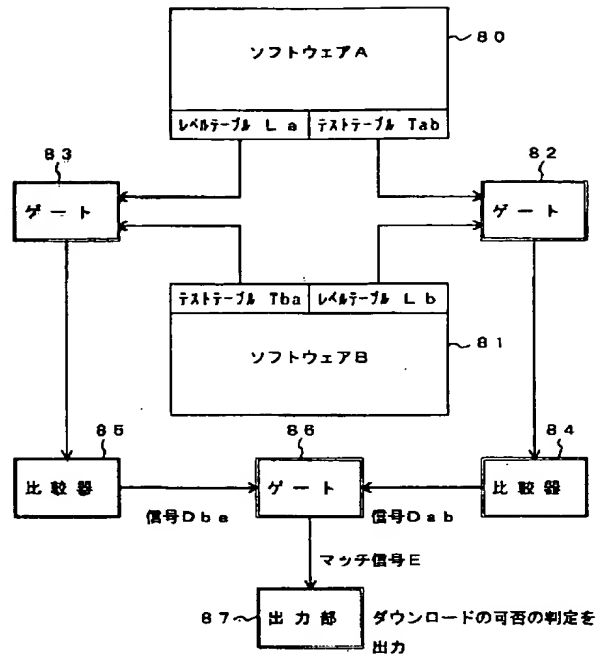 ソフトウェアA
80
レベルテーブル La
テストテーブル Tab
83
82
ゲート
ゲート
テストテーブル Tba
レベルテーブル Lb
ソフトウェアB
81
85
86
84
比較器
ゲート
比較器
信号Dba
信号Dab
マッチ信号E
87
出力部
ダウンロードの可否の判定を
出力